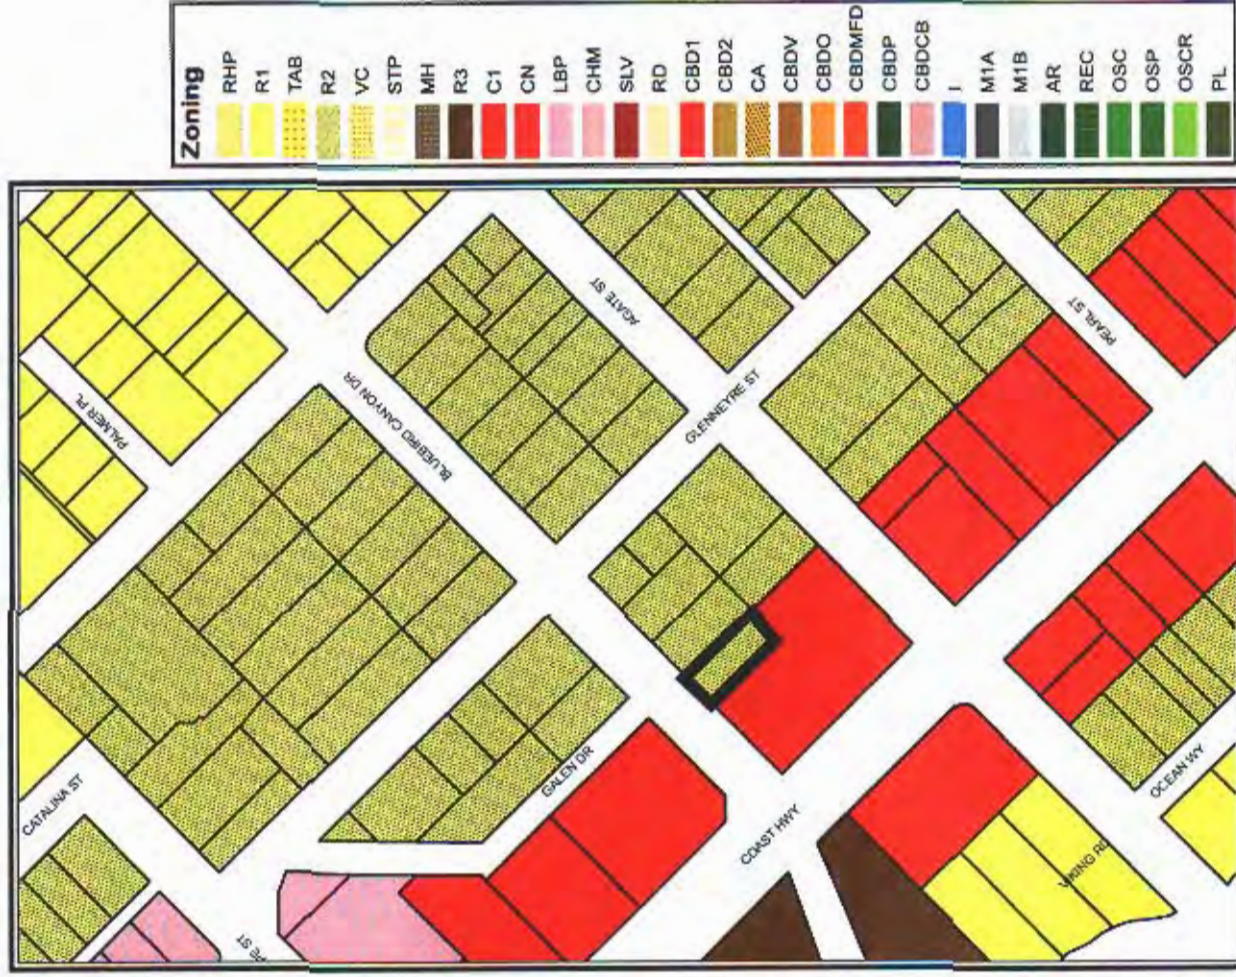 Zoning
RHP
R1
TAB
R2
VC
STP
MH
R3
C1
CN
LBP
CHM
SLV
RD
CBD1
CBD2
CA
CBDV
CBDO
CBDMFD
CBDP
CBDCB
I
M1A
M1B
AR
REC
OSC
OSP
OSCR
PL
PALMER PL
BLUEBIRD CANYON DR
AGATE ST
GLENNEYRE ST
PEARL ST
CATALINA ST
GALEN DR
COAST HWY
OCEAN WY
VIKING RD
ST